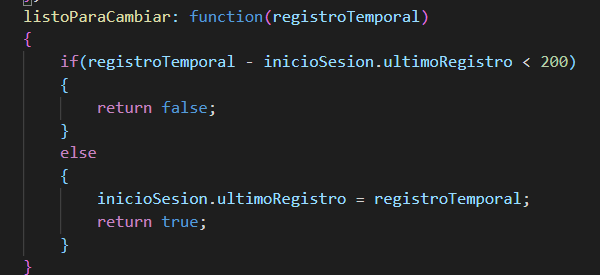 listoParaCambiar: function(registroTemporal)
{
if(registroTemporal - inicioSesion.ultimoRegistro < 200)
{
return false;
}
else
{
inicioSesion.ultimoRegistro = registroTemporal;
return true;
}
}